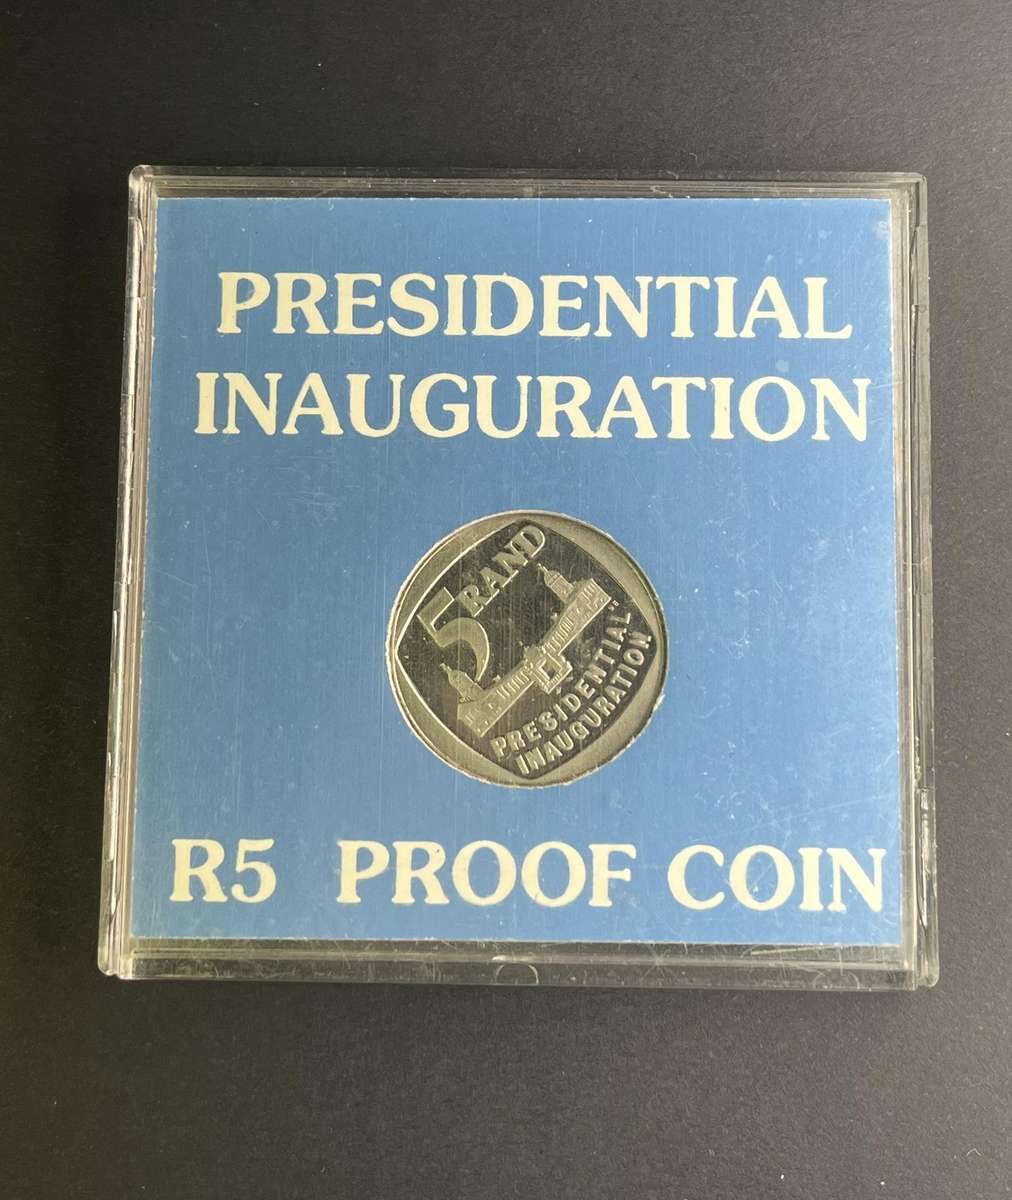 PRESIDENTIAL
INAUGURATION
5 RAND
PRESIDENTIAL"
INAUGURATION
R5 PROOF COIN